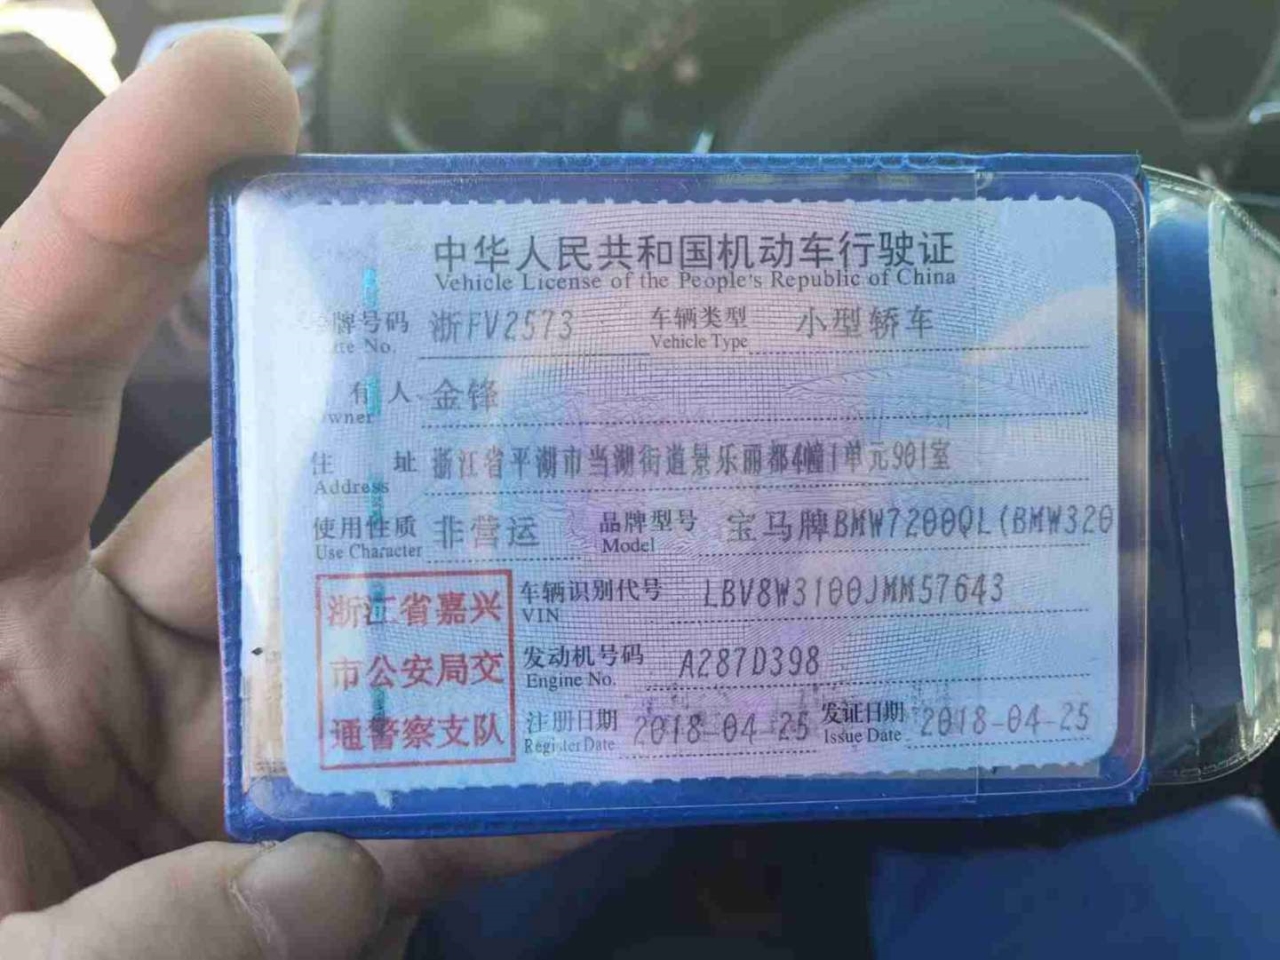 中华人民共和国机动车行驶证
Vehicle License of the People's Republic of China
牌号码 浙FV2573 车辆类型 小型轿车
No. Vehicle Type
有人 金锋
wner
住址 浙江省平湖市当湖街道景乐丽都4幢1单元901室
Address
使用性质 非营运 品牌型号 宝马牌BMW7200QL(BMW320
Use Character Model
浙江省嘉兴
市公安局交
通警察支队
车辆识别代号 LBV8W3100JMM57643
VIN
发动机号码 A287D398
Engine No.
注册日期 2018-04-25 发证日期 2018-04-25
Register Date Issue Date